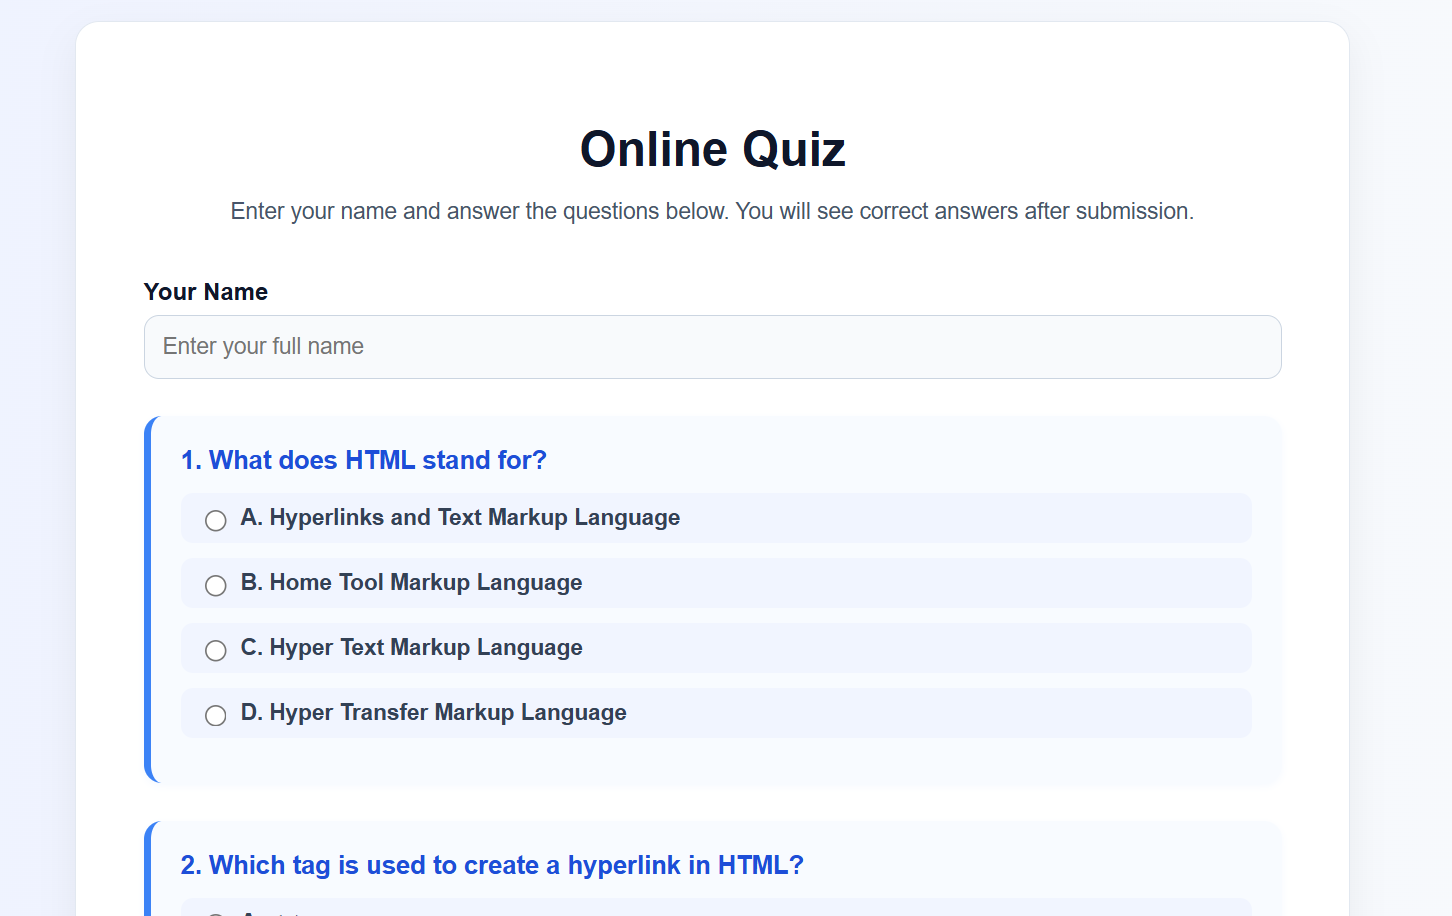 Online Quiz
Enter your name and answer the questions below. You will see correct answers after submission.
Your Name
Enter your full name
1. What does HTML stand for?
A. Hyperlinks and Text Markup Language
B. Home Tool Markup Language
C. Hyper Text Markup Language
D. Hyper Transfer Markup Language
2. Which tag is used to create a hyperlink in HTML?